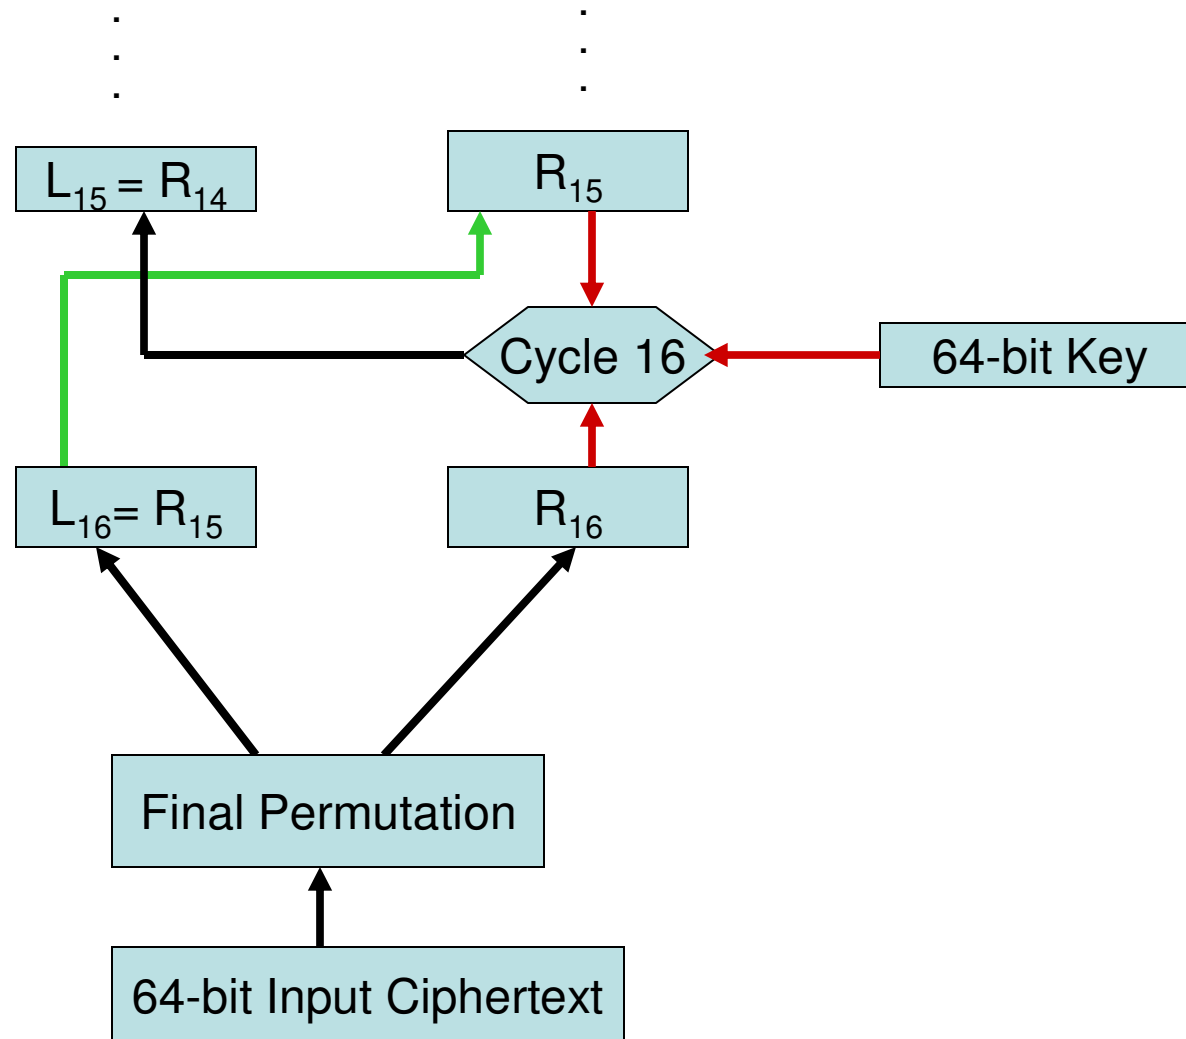 L₁₅ = R₁₄
R₁₅
Cycle 16
64-bit Key
L₁₆= R₁₅
R₁₆
Final Permutation
64-bit Input Ciphertext